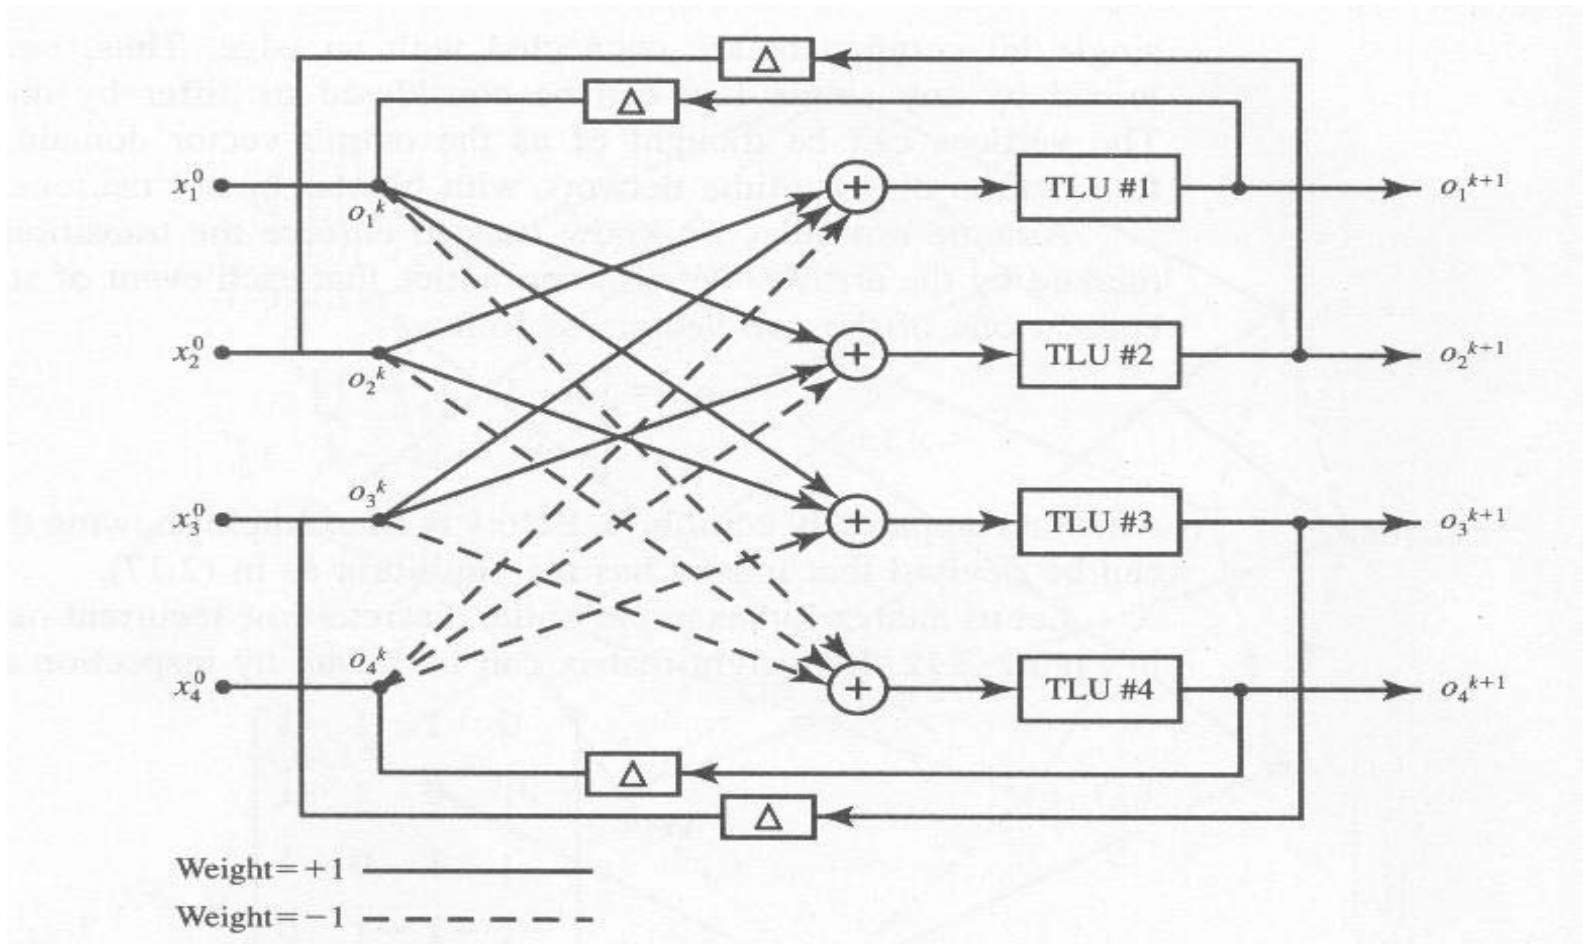 Δ
Δ
x₁⁰
o₁ᵏ
+
TLU #1
o₁ᵏ⁺¹
x₂⁰
o₂ᵏ
+
TLU #2
o₂ᵏ⁺¹
x₃⁰
o₃ᵏ
+
TLU #3
o₃ᵏ⁺¹
x₄⁰
o₄ᵏ
+
TLU #4
o₄ᵏ⁺¹
Δ
Δ
Weight=+1
Weight=−1